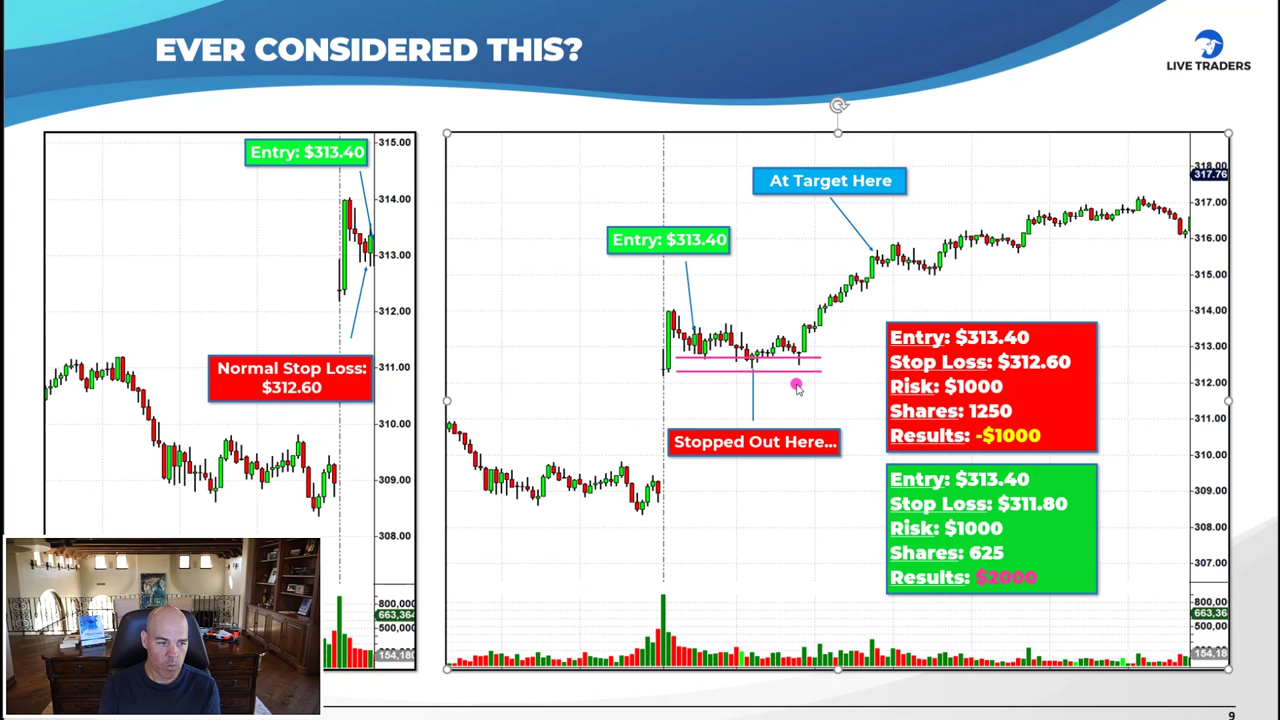 EVER CONSIDERED THIS?
LIVE TRADERS
Entry: $313.40
315.00
314.00
313.00
312.00
311.00
310.00
309.00
308.00
Normal Stop Loss:
$312.60
800,000
663,364
500,000
At Target Here
Entry: $313.40
Stopped Out Here...
318.00
317.76
317.00
316.00
315.00
314.00
313.00
312.00
311.00
310.00
309.00
308.00
307.00
Entry: $313.40
Stop Loss: $312.60
Risk: $1000
Shares: 1250
Results: -$1000
Entry: $313.40
Stop Loss: $311.80
Risk: $1000
Shares: 625
Results: $2000
9